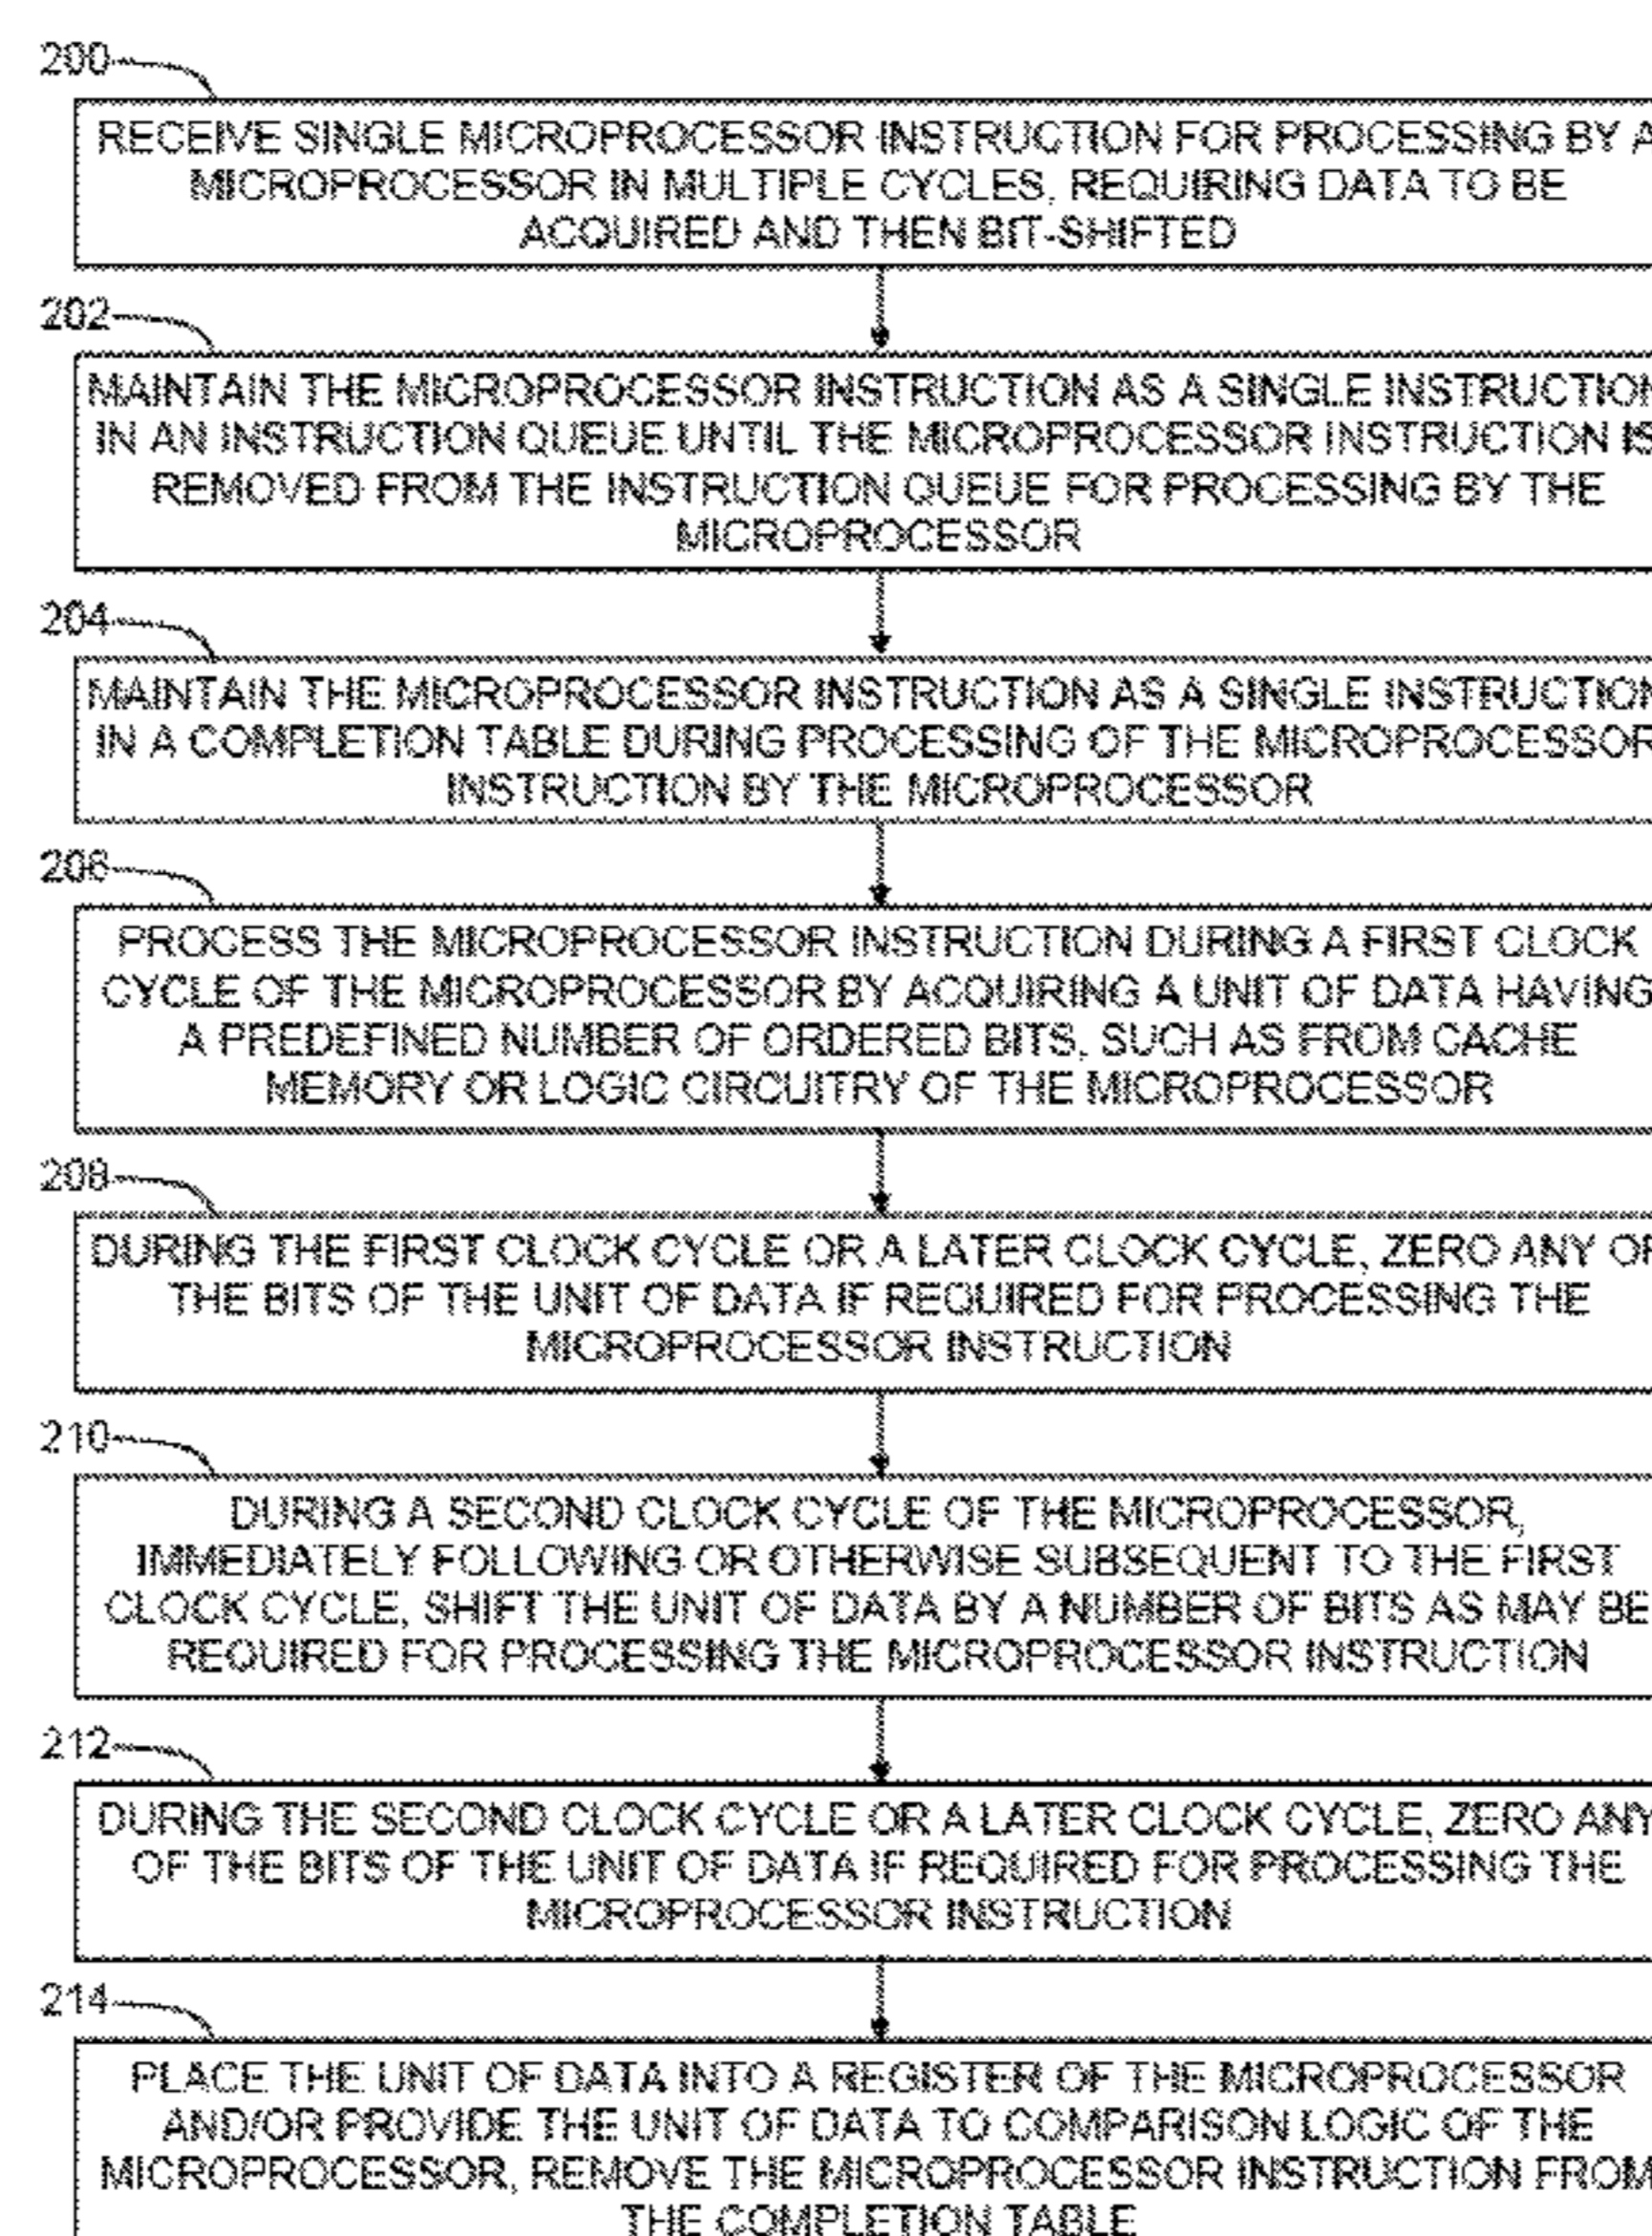 200
RECEIVE SINGLE MICROPROCESSOR INSTRUCTION FOR PROCESSING BY A
MICROPROCESSOR IN MULTIPLE CYCLES, REQUIRING DATA TO BE
ACQUIRED AND THEN BIT-SHIFTED
202
MAINTAIN THE MICROPROCESSOR INSTRUCTION AS A SINGLE INSTRUCTION
IN AN INSTRUCTION QUEUE UNTIL THE MICROPROCESSOR INSTRUCTION IS
REMOVED FROM THE INSTRUCTION QUEUE FOR PROCESSING BY THE
MICROPROCESSOR
204
MAINTAIN THE MICROPROCESSOR INSTRUCTION AS A SINGLE INSTRUCTION
IN A COMPLETION TABLE DURING PROCESSING OF THE MICROPROCESSOR
INSTRUCTION BY THE MICROPROCESSOR
206
PROCESS THE MICROPROCESSOR INSTRUCTION DURING A FIRST CLOCK
CYCLE OF THE MICROPROCESSOR BY ACQUIRING A UNIT OF DATA HAVING
A PREDEFINED NUMBER OF ORDERED BITS, SUCH AS FROM CACHE
MEMORY OR LOGIC CIRCUITRY OF THE MICROPROCESSOR
208
DURING THE FIRST CLOCK CYCLE OR A LATER CLOCK CYCLE, ZERO ANY OF
THE BITS OF THE UNIT OF DATA IF REQUIRED FOR PROCESSING THE
MICROPROCESSOR INSTRUCTION
210
DURING A SECOND CLOCK CYCLE OF THE MICROPROCESSOR,
IMMEDIATELY FOLLOWING OR OTHERWISE SUBSEQUENT TO THE FIRST
CLOCK CYCLE, SHIFT THE UNIT OF DATA BY A NUMBER OF BITS AS MAY BE
REQUIRED FOR PROCESSING THE MICROPROCESSOR INSTRUCTION
212
DURING THE SECOND CLOCK CYCLE OR A LATER CLOCK CYCLE, ZERO ANY
OF THE BITS OF THE UNIT OF DATA IF REQUIRED FOR PROCESSING THE
MICROPROCESSOR INSTRUCTION
214
PLACE THE UNIT OF DATA INTO A REGISTER OF THE MICROPROCESSOR
AND/OR PROVIDE THE UNIT OF DATA TO COMPARISON LOGIC OF THE
MICROPROCESSOR, REMOVE THE MICROPROCESSOR INSTRUCTION FROM
THE COMPLETION TABLE